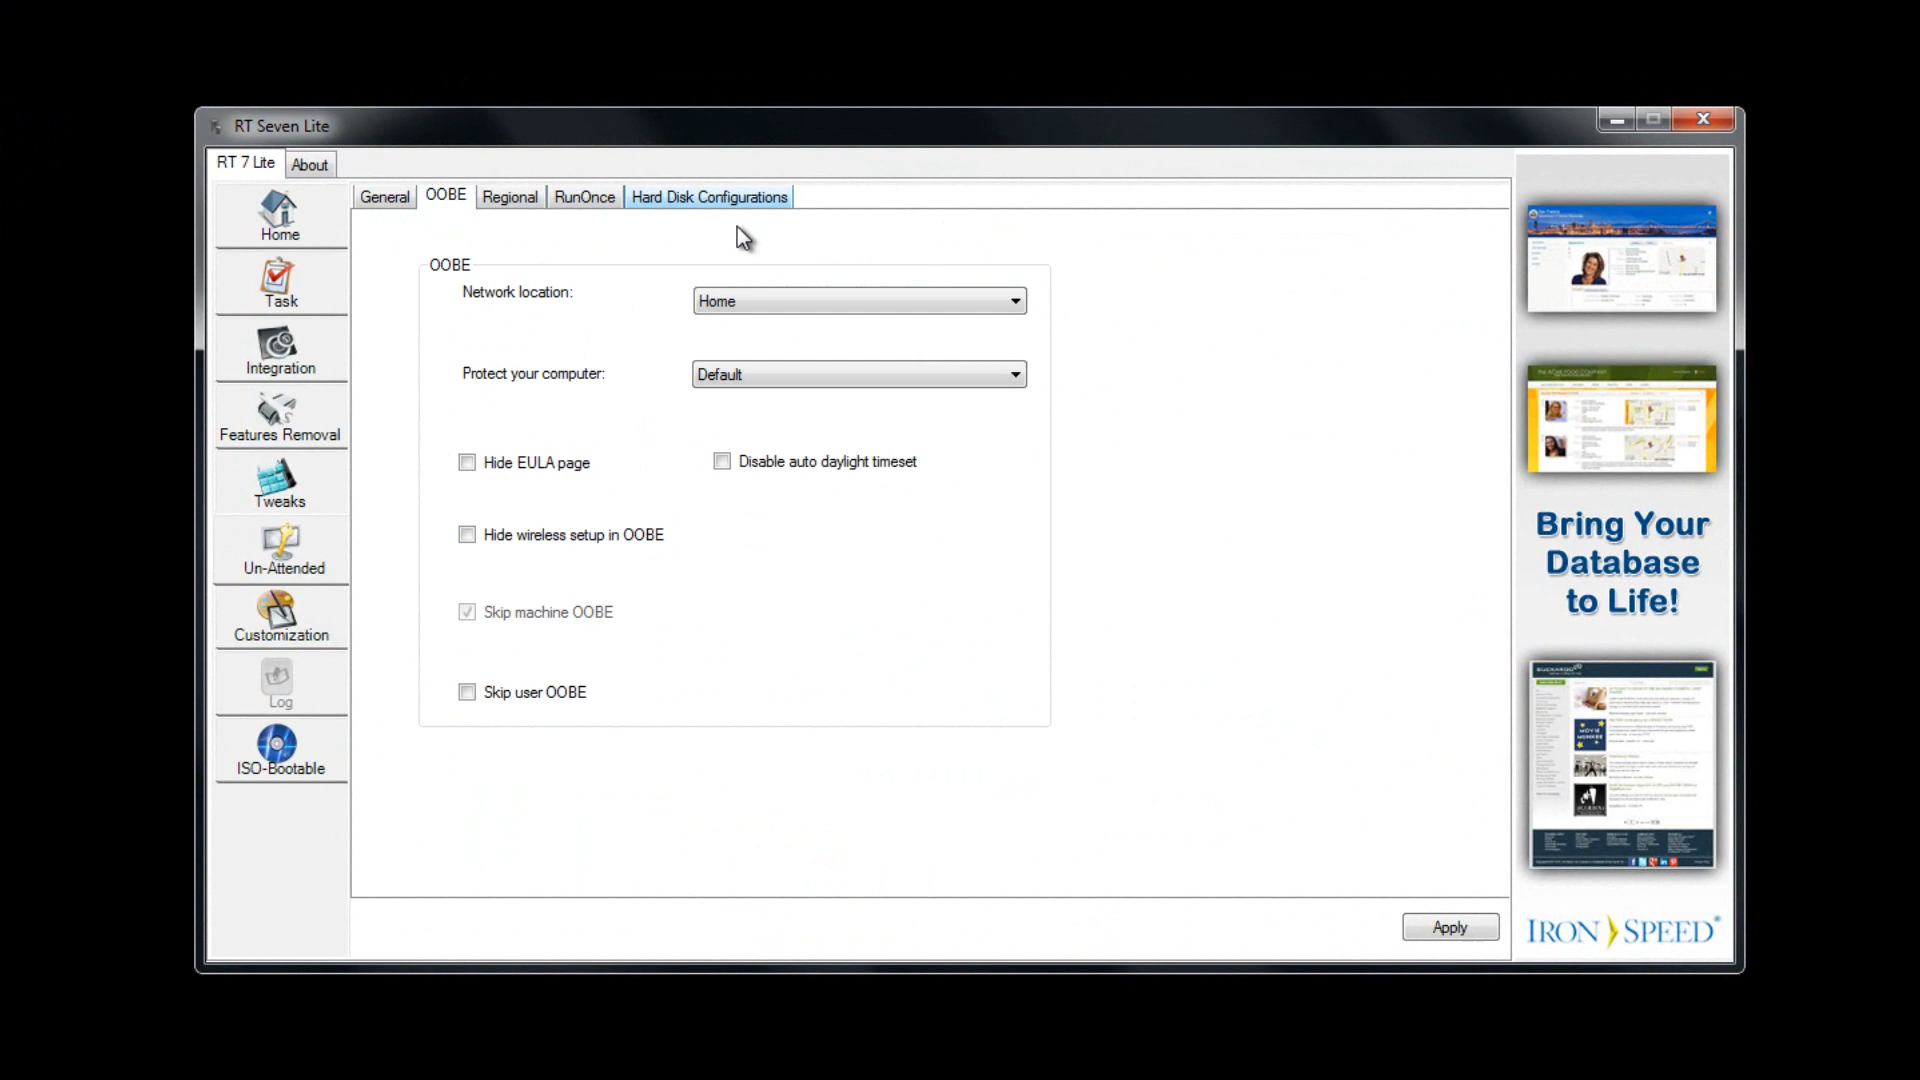 RT Seven Lite
RT 7 Lite
About
General
OOBE
Regional
RunOnce
Hard Disk Configurations
Home
Task
Integration
Features Removal
Tweaks
Un-Attended
Customization
Log
ISO-Bootable
OOBE
Network location:
Home
Protect your computer:
Default
Hide EULA page
Disable auto daylight timeset
Hide wireless setup in OOBE
Skip machine OOBE
Skip user OOBE
Apply
Bring Your
Database
to Life!
IRON SPEED®